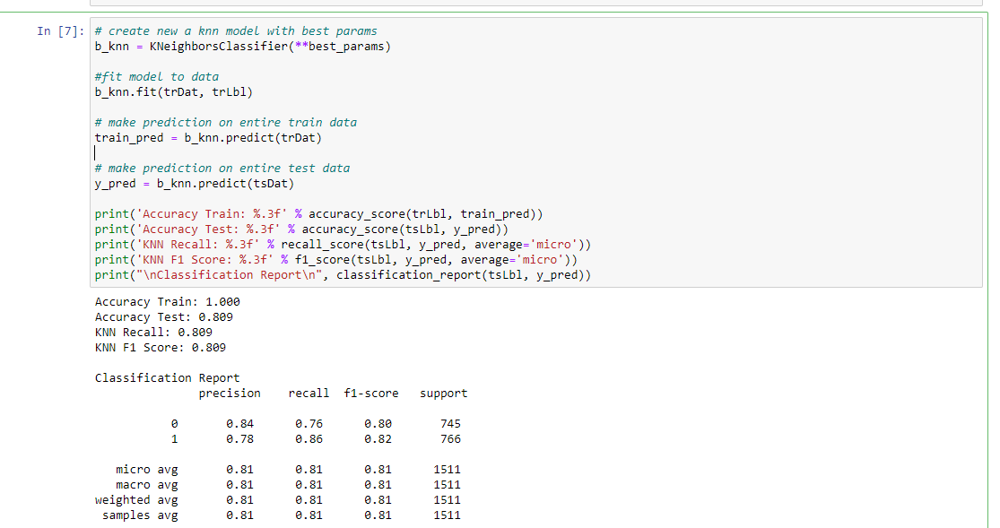 In [7]:
# create new a knn model with best params
b_knn = KNeighborsClassifier(**best_params)
#fit model to data
b_knn.fit(trDat, trLbl)
# make prediction on entire train data
train_pred = b_knn.predict(trDat)
# make prediction on entire test data
y_pred = b_knn.predict(tsDat)
print('Accuracy Train: %.3f' % accuracy_score(trLbl, train_pred))
print('Accuracy Test: %.3f' % accuracy_score(tsLbl, y_pred))
print('KNN Recall: %.3f' % recall_score(tsLbl, y_pred, average='micro'))
print('KNN F1 Score: %.3f' % f1_score(tsLbl, y_pred, average='micro'))
print("\nClassification Report\n", classification_report(tsLbl, y_pred))
Accuracy Train: 1.000
Accuracy Test: 0.809
KNN Recall: 0.809
KNN F1 Score: 0.809
Classification Report
precision recall f1-score support
0 0.84 0.76 0.80 745
1 0.78 0.86 0.82 766
micro avg 0.81 0.81 0.81 1511
macro avg 0.81 0.81 0.81 1511
weighted avg 0.81 0.81 0.81 1511
samples avg 0.81 0.81 0.81 1511